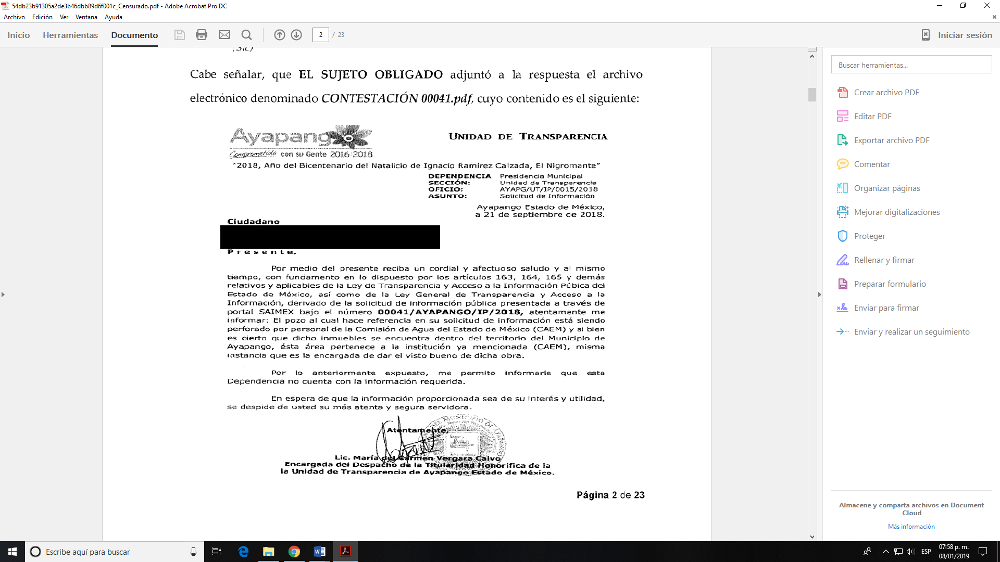 54db23b91305a2de3b46dbb89d6f001c_Censurado.pdf - Adobe Acrobat Pro DC
Archivo Edición Ver Ventana Ayuda
Inicio Herramientas Documento 2 / 23 Iniciar sesión
(Sic)
Cabe señalar, que EL SUJETO OBLIGADO adjuntó a la respuesta el archivo
electrónico denominado CONTESTACIÓN 00041.pdf, cuyo contenido es el siguiente:
Ayapango
Comprometido con su Gente 2016 2018
UNIDAD DE TRANSPARENCIA
"2018, Año del Bicentenario del Natalicio de Ignacio Ramírez Calzada, El Nigromante"
DEPENDENCIA Presidencia Municipal
SECCIÓN: Unidad de Transparencia
OFICIO: AYAPG/UT/IP/0015/2018
ASUNTO: Solicitud de Información
Ayapango Estado de México,
a 21 de septiembre de 2018.
Ciudadano
P r e s e n t e.
Por medio del presente reciba un cordial y afectuoso saludo y al mismo
tiempo, con fundamento en lo dispuesto por los artículos 163, 164, 165 y demás
relativos y aplicables de la Ley de Transparencia y Acceso a la Información Púbica del
Estado de México, así como de la Ley General de Transparencia y Acceso a la
Información, derivado de la solicitud de información pública presentada a través de
portal SAIMEX bajo el número 00041/AYAPANGO/IP/2018, atentamente me
informar: El pozo al cual hace referencia en su solicitud de información está siendo
perforado por personal de la Comisión de Agua del Estado de México (CAEM) y si bien
es cierto que dicho inmuebles se encuentra dentro del territorio del Municipio de
Ayapango, ésta área pertenece a la institución ya mencionada (CAEM), misma
instancia que es la encargada de dar el visto bueno de dicha obra.
Por lo anteriormente expuesto, me permito informarle que esta
Dependencia no cuenta con la información requerida.
En espera de que la información proporcionada sea de su interés y utilidad,
se despide de usted su más atenta y segura servidora.
Atentamente,
DEL MUNICIPIO DE AYAPANGO
Lic. María del Carmen Vergara Calvo
Encargada del Despacho de la Titularidad Honorifica de la
la Unidad de Transparencia de Ayapango Estado de México.
Página 2 de 23
Buscar herramientas...
Crear archivo PDF
Editar PDF
Exportar archivo PDF
Comentar
Organizar páginas
Mejorar digitalizaciones
Proteger
Rellenar y firmar
Preparar formulario
Enviar para firmar
Enviar y realizar un seguimiento
Almacene y comparta archivos en Document
Cloud
Más información
Escribe aquí para buscar
ESP
07:58 p. m.
08/01/2019